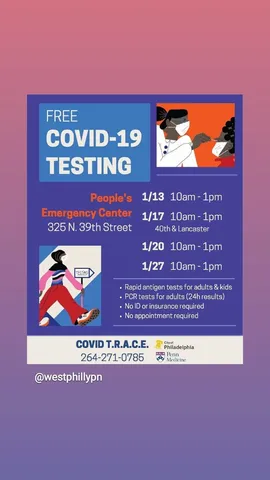 FREE
COVID-19
TESTING
People's
Emergency Center
325 N. 39th Street
1/13 10am - 1pm
1/17 10am - 1pm
40th & Lancaster
1/20 10am - 1pm
1/27 10am - 1pm
TESTING
• Rapid antigen tests for adults & kids
• PCR tests for adults (24h results)
• No ID or insurance required
• No appointment required
COVID T.R.A.C.E.
264-271-0785
Philadelphia
Penn
Medicine
@westphillypn